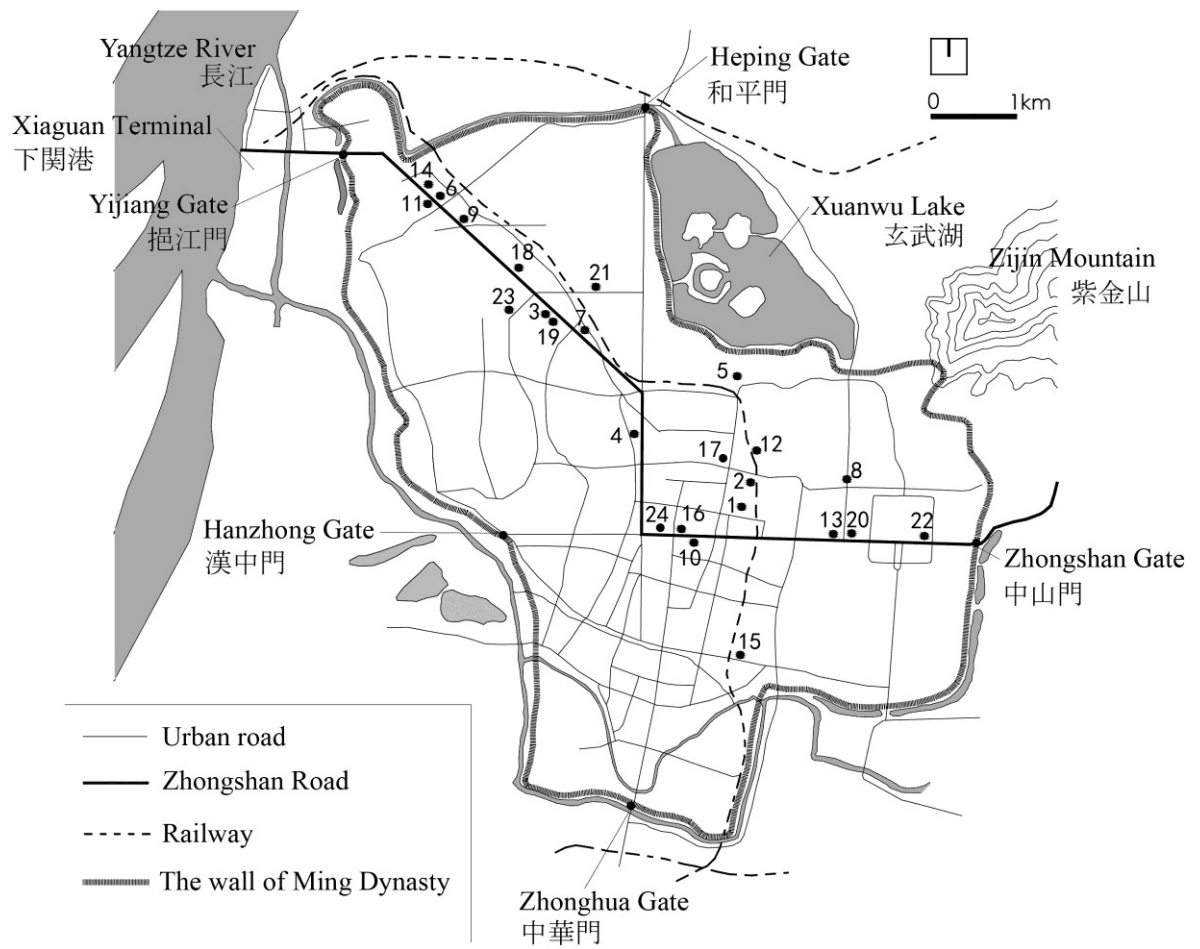 Yangtze River
長江
Heping Gate
和平門
0 1km
Xiaguan Terminal
下関港
14
6
11
9
Yijiang Gate
挹江門
Xuanwu Lake
玄武湖
18
21
Zijin Mountain
紫金山
23
3
19
7
5
4
17
12
2
8
1
24
16
10
13
20
22
Hanzhong Gate
漢中門
Zhongshan Gate
中山門
15
Urban road
Zhongshan Road
Railway
The wall of Ming Dynasty
Zhonghua Gate
中華門